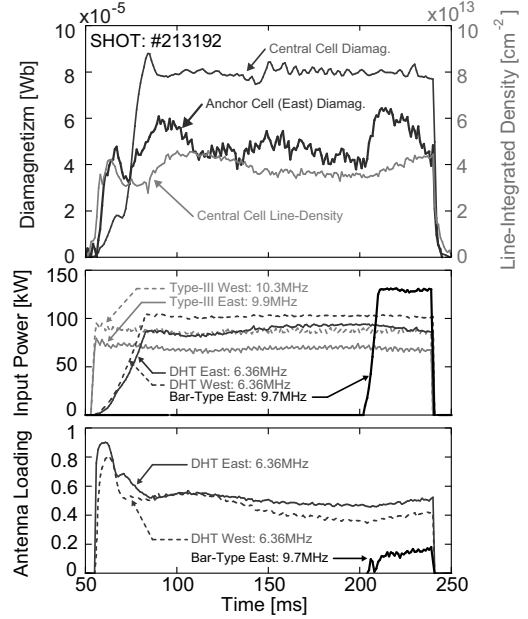 x10^-5
x10^13
SHOT: #213192
10
8
6
4
2
0
10
8
6
4
2
0
Diamagnetizm [Wb]
Line-Integrated Density [cm^-2]
Central Cell Diamag.
Anchor Cell (East) Diamag.
Central Cell Line-Density
150
100
50
0
Input Power [kW]
Type-III West: 10.3MHz
Type-III East: 9.9MHz
DHT East: 6.36MHz
DHT West: 6.36MHz
Bar-Type East: 9.7MHz
1
0.8
0.6
0.4
0.2
0
Antenna Loading
DHT East: 6.36MHz
DHT West: 6.36MHz
Bar-Type East: 9.7MHz
50 100 150 200 250
Time [ms]